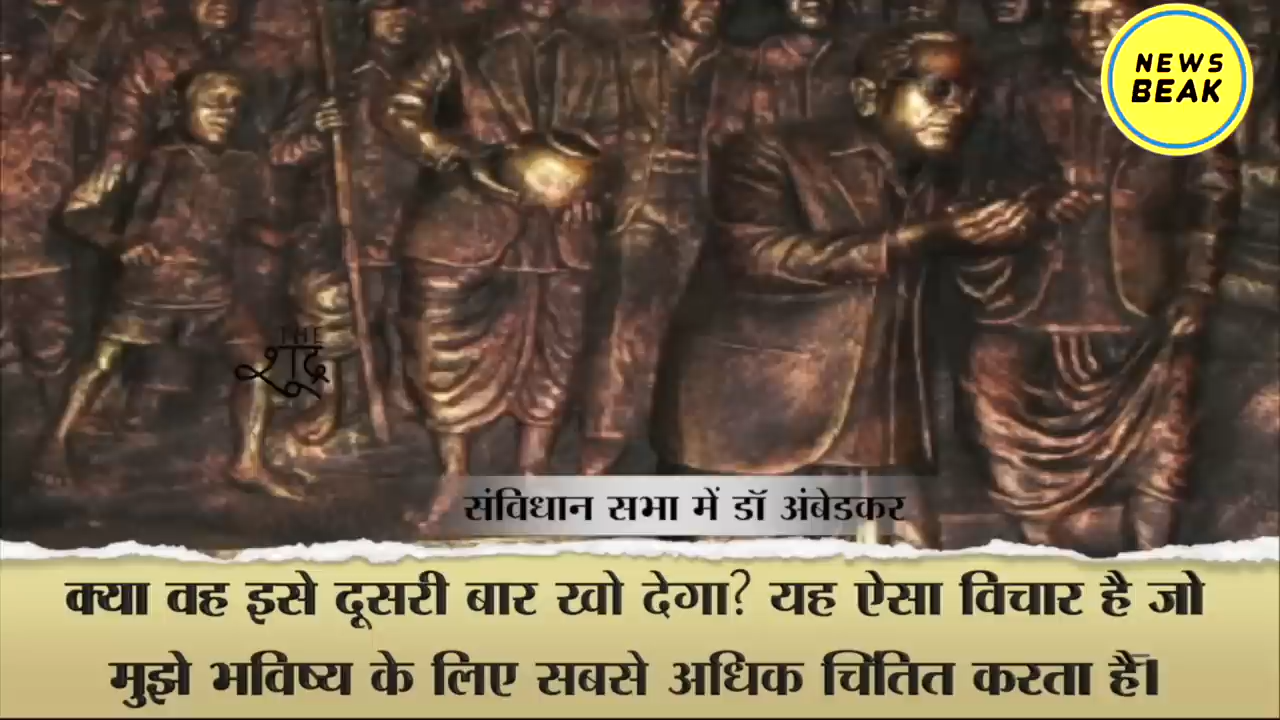 NEWS
BEAK
THE
शूद्र
संविधान सभा में डॉ अंबेडकर
क्या वह इसे दूसरी बार खो देगा? यह ऐसा विचार है जो
मुझे भविष्य के लिए सबसे अधिक चिंतित करता हैं।